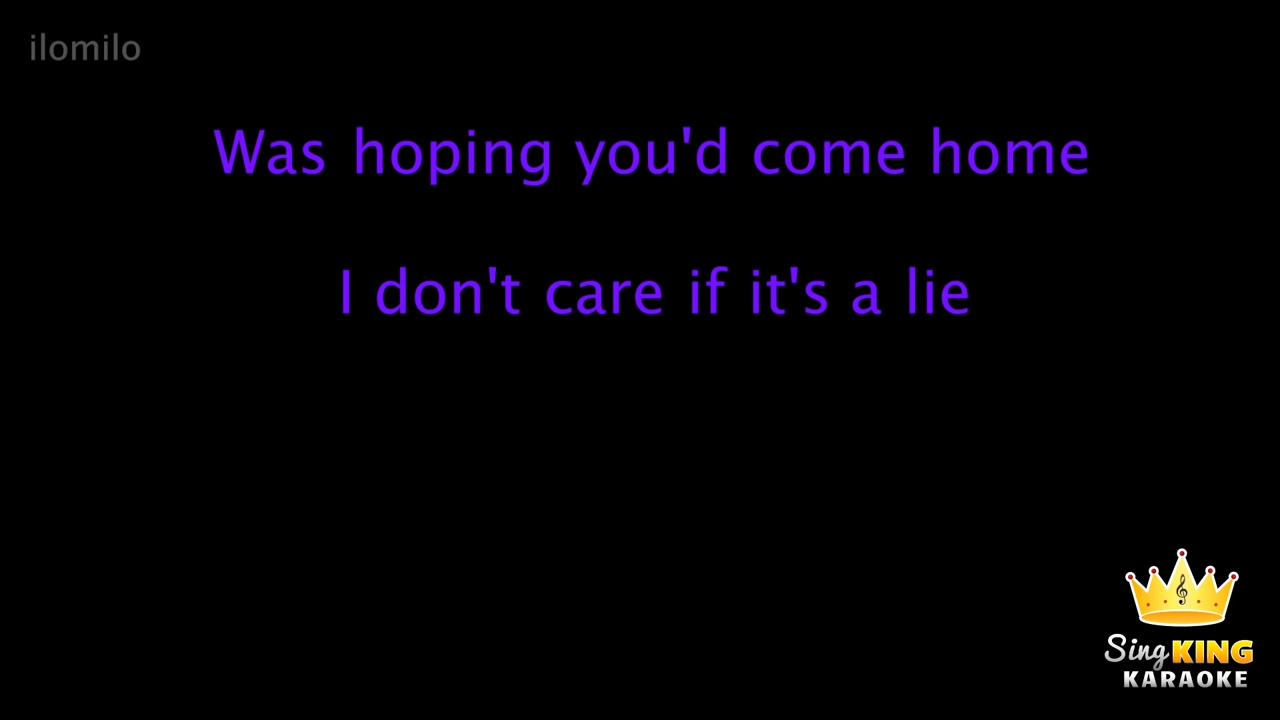 ilomilo
Was hoping you'd come home
I don't care if it's a lie
Sing KING
KARAOKE